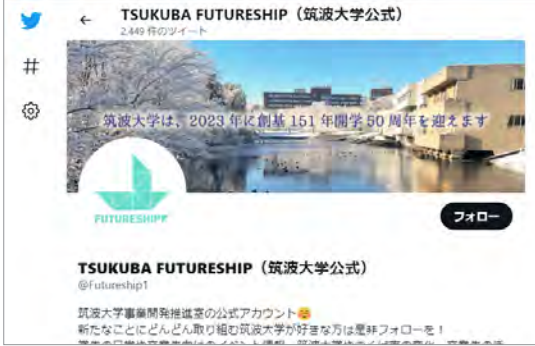 TSUKUBA FUTURESHIP（筑波大学公式）
2,449 件のツイート
筑波大学は、2023年に創基151年開学50周年を迎えます
FUTURESHIP
フォロー
TSUKUBA FUTURESHIP（筑波大学公式）
@Futureship1
筑波大学事業開発推進室の公式アカウント😊
新たなことにどんどん取り組む筑波大学が好きな方は是非フォローを！